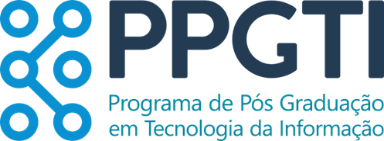 PPGTI
Programa de Pós Graduação
em Tecnologia da Informação